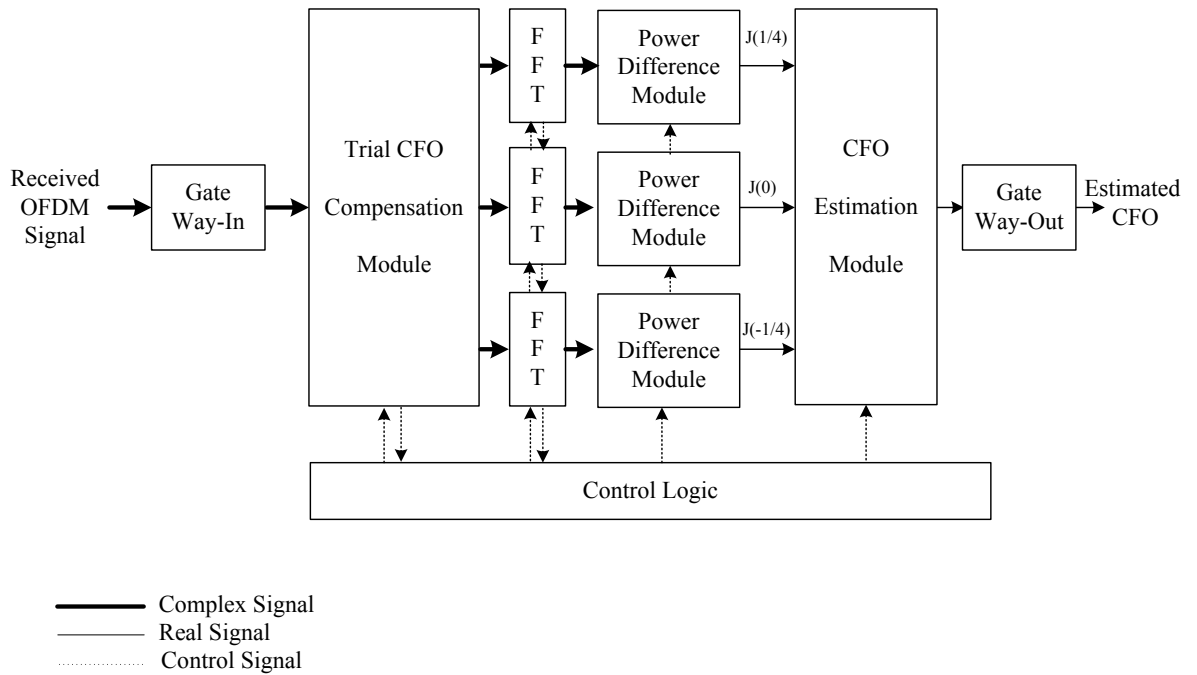 Received
OFDM
Signal
Gate
Way-In
Trial CFO
Compensation
Module
F
F
T
F
F
T
F
F
T
Power
Difference
Module
Power
Difference
Module
Power
Difference
Module
J(1/4)
J(0)
J(-1/4)
CFO
Estimation
Module
Gate
Way-Out
Estimated
CFO
Control Logic
Complex Signal
Real Signal
Control Signal